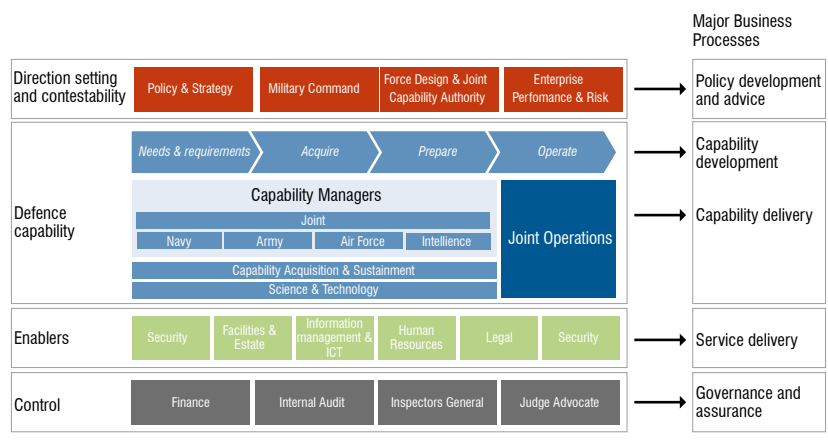 Major Business
Processes
Direction setting
and contestability
Policy & Strategy
Military Command
Force Design & Joint
Capability Authority
Enterprise
Perfomance & Risk
Policy development
and advice
Defence
capability
Needs & requirements
Acquire
Prepare
Operate
Capability
development
Capability Managers
Joint
Navy
Army
Air Force
Intellience
Capability Acquisition & Sustainment
Science & Technology
Joint Operations
Capability delivery
Enablers
Security
Facilities &
Estate
Information
management &
ICT
Human
Resources
Legal
Security
Service delivery
Control
Finance
Internal Audit
Inspectors General
Judge Advocate
Governance and
assurance